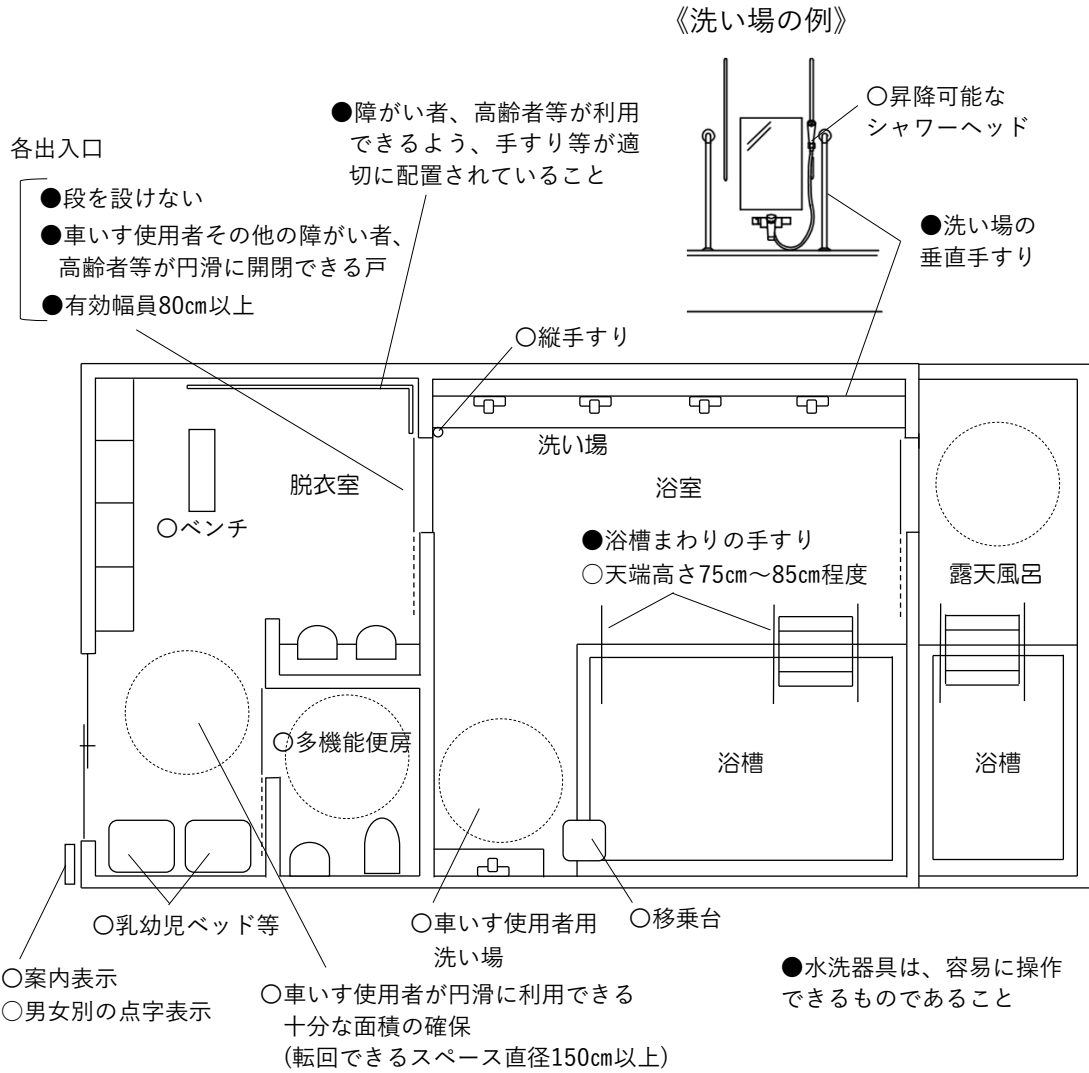 《洗い場の例》
○昇降可能な
シャワーヘッド
●障がい者、高齢者等が利用
できるよう、手すり等が適
切に配置されていること
各出入口
●段を設けない
●車いす使用者その他の障がい者、
高齢者等が円滑に開閉できる戸
●有効幅員80㎝以上
●洗い場の
垂直手すり
○縦手すり
洗い場
脱衣室
浴室
○ベンチ
●浴槽まわりの手すり
○天端高さ75㎝～85㎝程度
露天風呂
○多機能便房
浴槽
浴槽
○乳幼児ベッド等
○車いす使用者用
洗い場
○移乗台
○案内表示
○男女別の点字表示
○車いす使用者が円滑に利用できる
十分な面積の確保
(転回できるスペース直径150㎝以上)
●水洗器具は、容易に操作
できるものであること